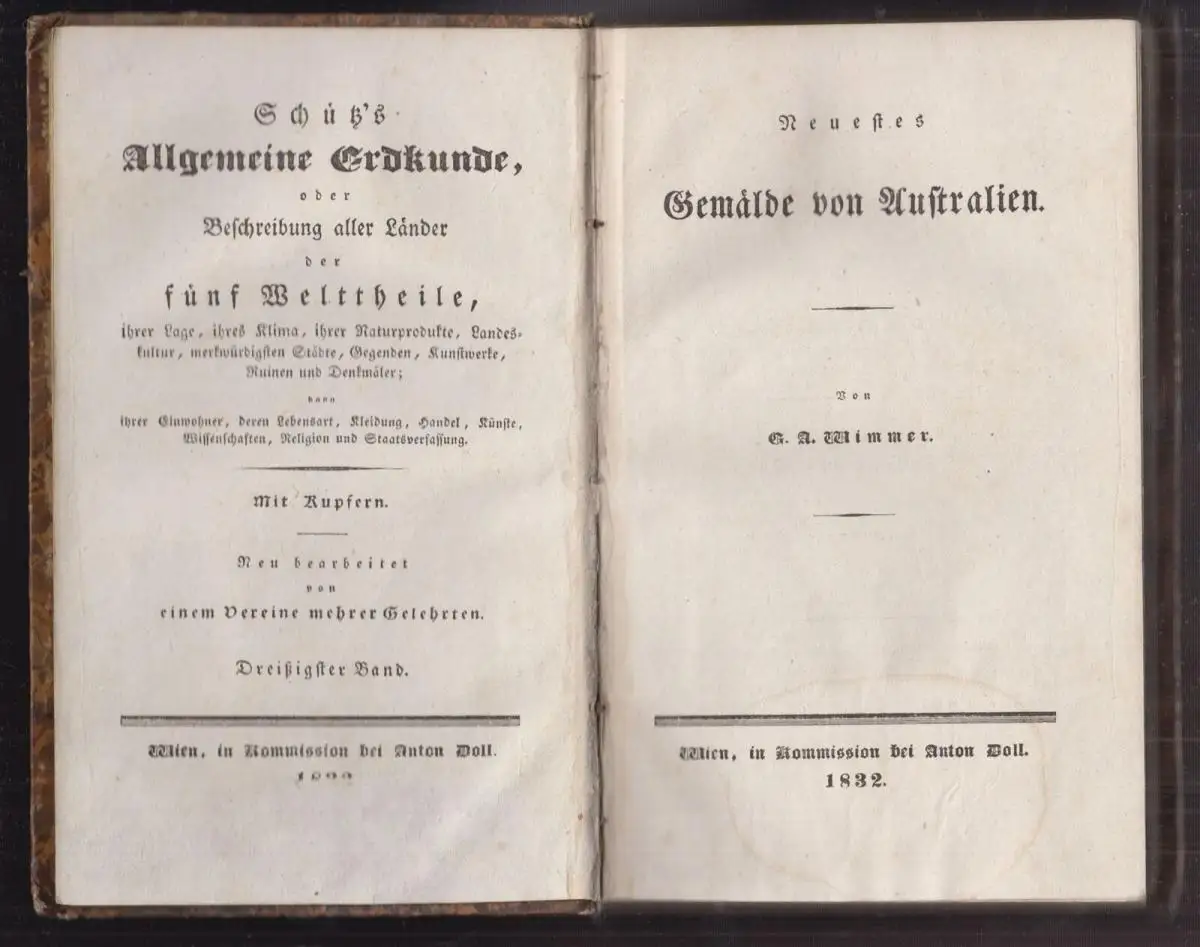 Schütz's
Allgemeine Erdkunde,
oder
Beschreibung aller Länder
der
fünf Welttheile,
ihrer Lage, ihres Klima, ihrer Naturprodukte, Landes-
kultur, merkwürdigsten Städte, Gegenden, Kunstwerke,
Ruinen und Denkmäler;
dann
ihrer Einwohner, deren Lebensart, Kleidung, Handel, Künste,
Wissenschaften, Religion und Staatsverfassung.
Mit Kupfern.
Neu bearbeitet
von
einem Vereine mehrer Gelehrten.
Dreißigster Band.
Wien, in Kommission bei Anton Doll.
Neuestes
Gemälde von Australien.
Von
G. A. Wimmer.
Wien, in Kommission bei Anton Doll.
1832.